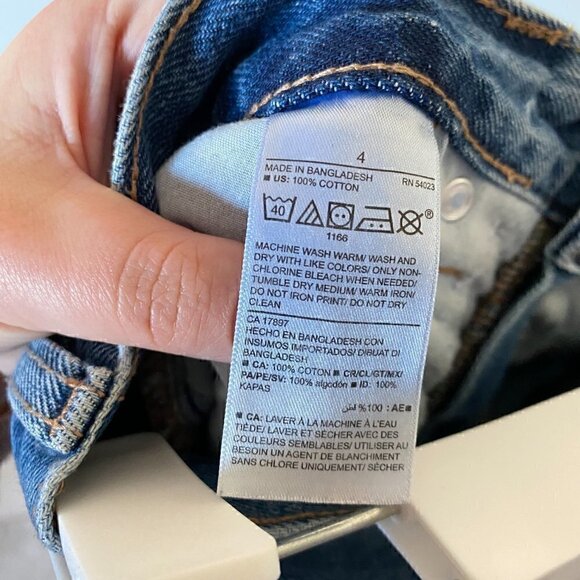 4
MADE IN BANGLADESH RN 54023
■ US: 100% COTTON
40 ®
1166
MACHINE WASH WARM/ WASH AND
DRY WITH LIKE COLORS/ ONLY NON-
CHLORINE BLEACH WHEN NEEDED/
TUMBLE DRY MEDIUM/ WARM IRON/
DO NOT IRON PRINT/ DO NOT DRY
CLEAN
CA 17897
HECHO EN BANGLADESH CON
INSUMOS IMPORTADOS/ DIBUAT DI
BANGLADESH
■ CA: 100% COTTON ■ CR/CL/GT/MX/
PA/PE/SV: 100% algodón ■ ID: 100%
KAPAS
■ AE: 100% قطن
■ CA: LAVER À LA MACHINE À L'EAU
TIÈDE/ LAVER ET SÉCHER AVEC DES
COULEURS SEMBLABLES/ UTILISER AU
BESOIN UN AGENT DE BLANCHIMENT
SANS CHLORE UNIQUEMENT/ SÉCHER